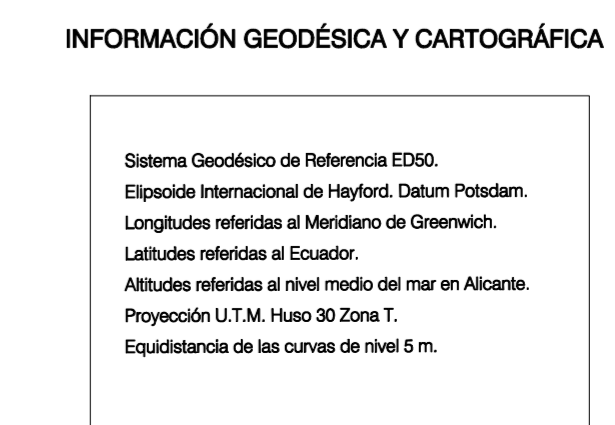 INFORMACIÓN GEODÉSICA Y CARTOGRÁFICA
Sistema Geodésico de Referencia ED50.
Elipsoide Internacional de Hayford. Datum Potsdam.
Longitudes referidas al Meridiano de Greenwich.
Latitudes referidas al Ecuador.
Altitudes referidas al nivel medio del mar en Alicante.
Proyección U.T.M. Huso 30 Zona T.
Equidistancia de las curvas de nivel 5 m.